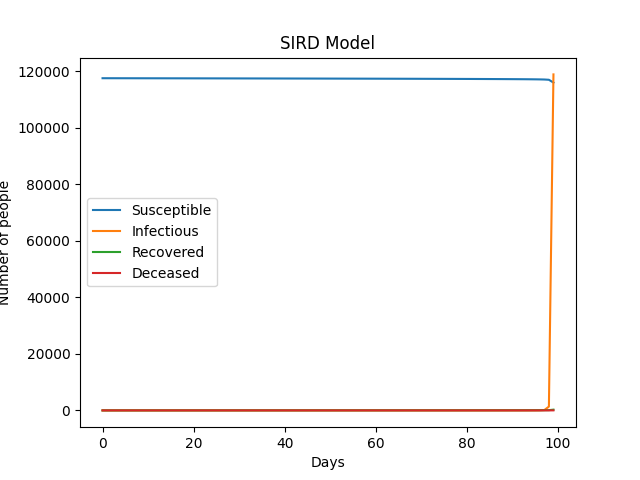 SIRD Model
120000
100000
80000
60000
40000
20000
0
Number of people
Susceptible
Infectious
Recovered
Deceased
0 20 40 60 80 100
Days